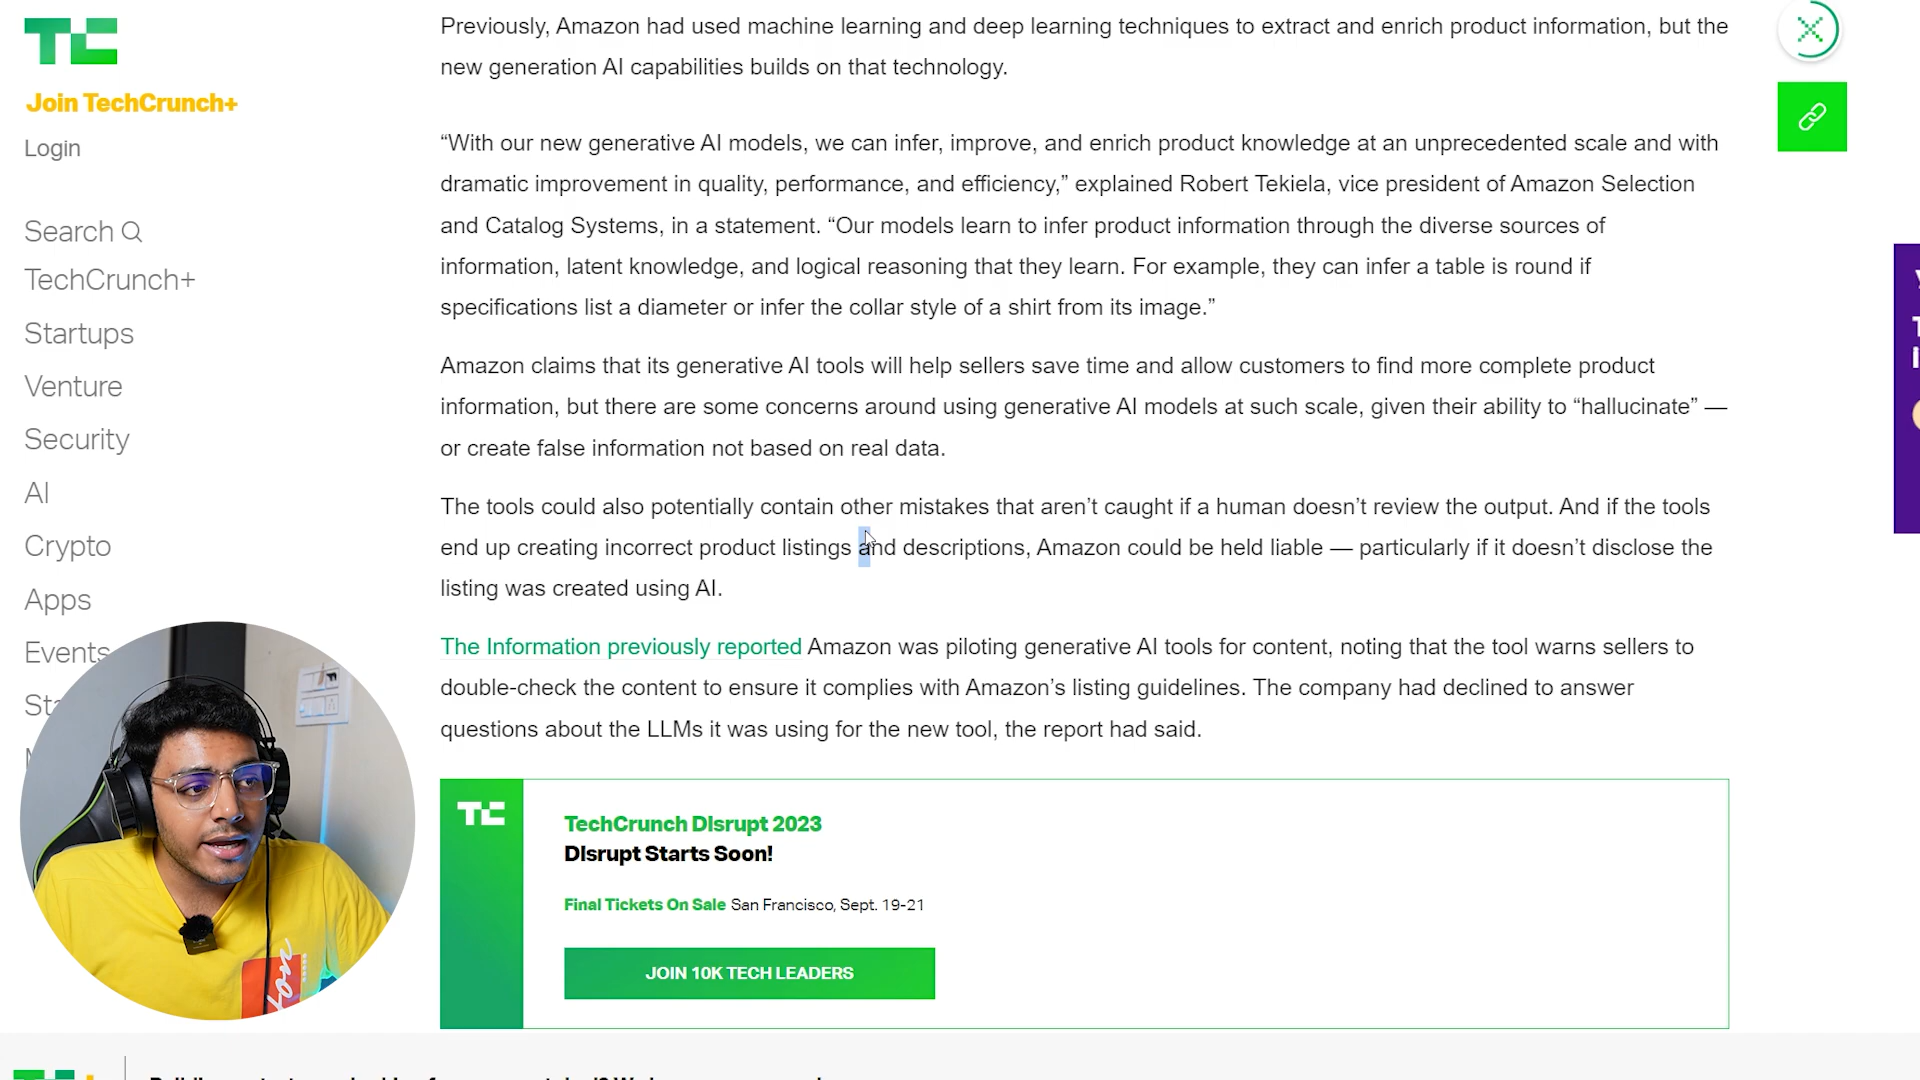 TC
Join TechCrunch+
Login
Search
TechCrunch+
Startups
Venture
Security
AI
Crypto
Apps
Events
Previously, Amazon had used machine learning and deep learning techniques to extract and enrich product information, but the
new generation AI capabilities builds on that technology.
“With our new generative AI models, we can infer, improve, and enrich product knowledge at an unprecedented scale and with
dramatic improvement in quality, performance, and efficiency,” explained Robert Tekiela, vice president of Amazon Selection
and Catalog Systems, in a statement. “Our models learn to infer product information through the diverse sources of
information, latent knowledge, and logical reasoning that they learn. For example, they can infer a table is round if
specifications list a diameter or infer the collar style of a shirt from its image.”
Amazon claims that its generative AI tools will help sellers save time and allow customers to find more complete product
information, but there are some concerns around using generative AI models at such scale, given their ability to “hallucinate” —
or create false information not based on real data.
The tools could also potentially contain other mistakes that aren’t caught if a human doesn’t review the output. And if the tools
end up creating incorrect product listings and descriptions, Amazon could be held liable — particularly if it doesn’t disclose the
listing was created using AI.
The Information previously reported Amazon was piloting generative AI tools for content, noting that the tool warns sellers to
double-check the content to ensure it complies with Amazon’s listing guidelines. The company had declined to answer
questions about the LLMs it was using for the new tool, the report had said.
TC
TechCrunch Disrupt 2023
Disrupt Starts Soon!
Final Tickets On Sale San Francisco, Sept. 19-21
JOIN 10K TECH LEADERS